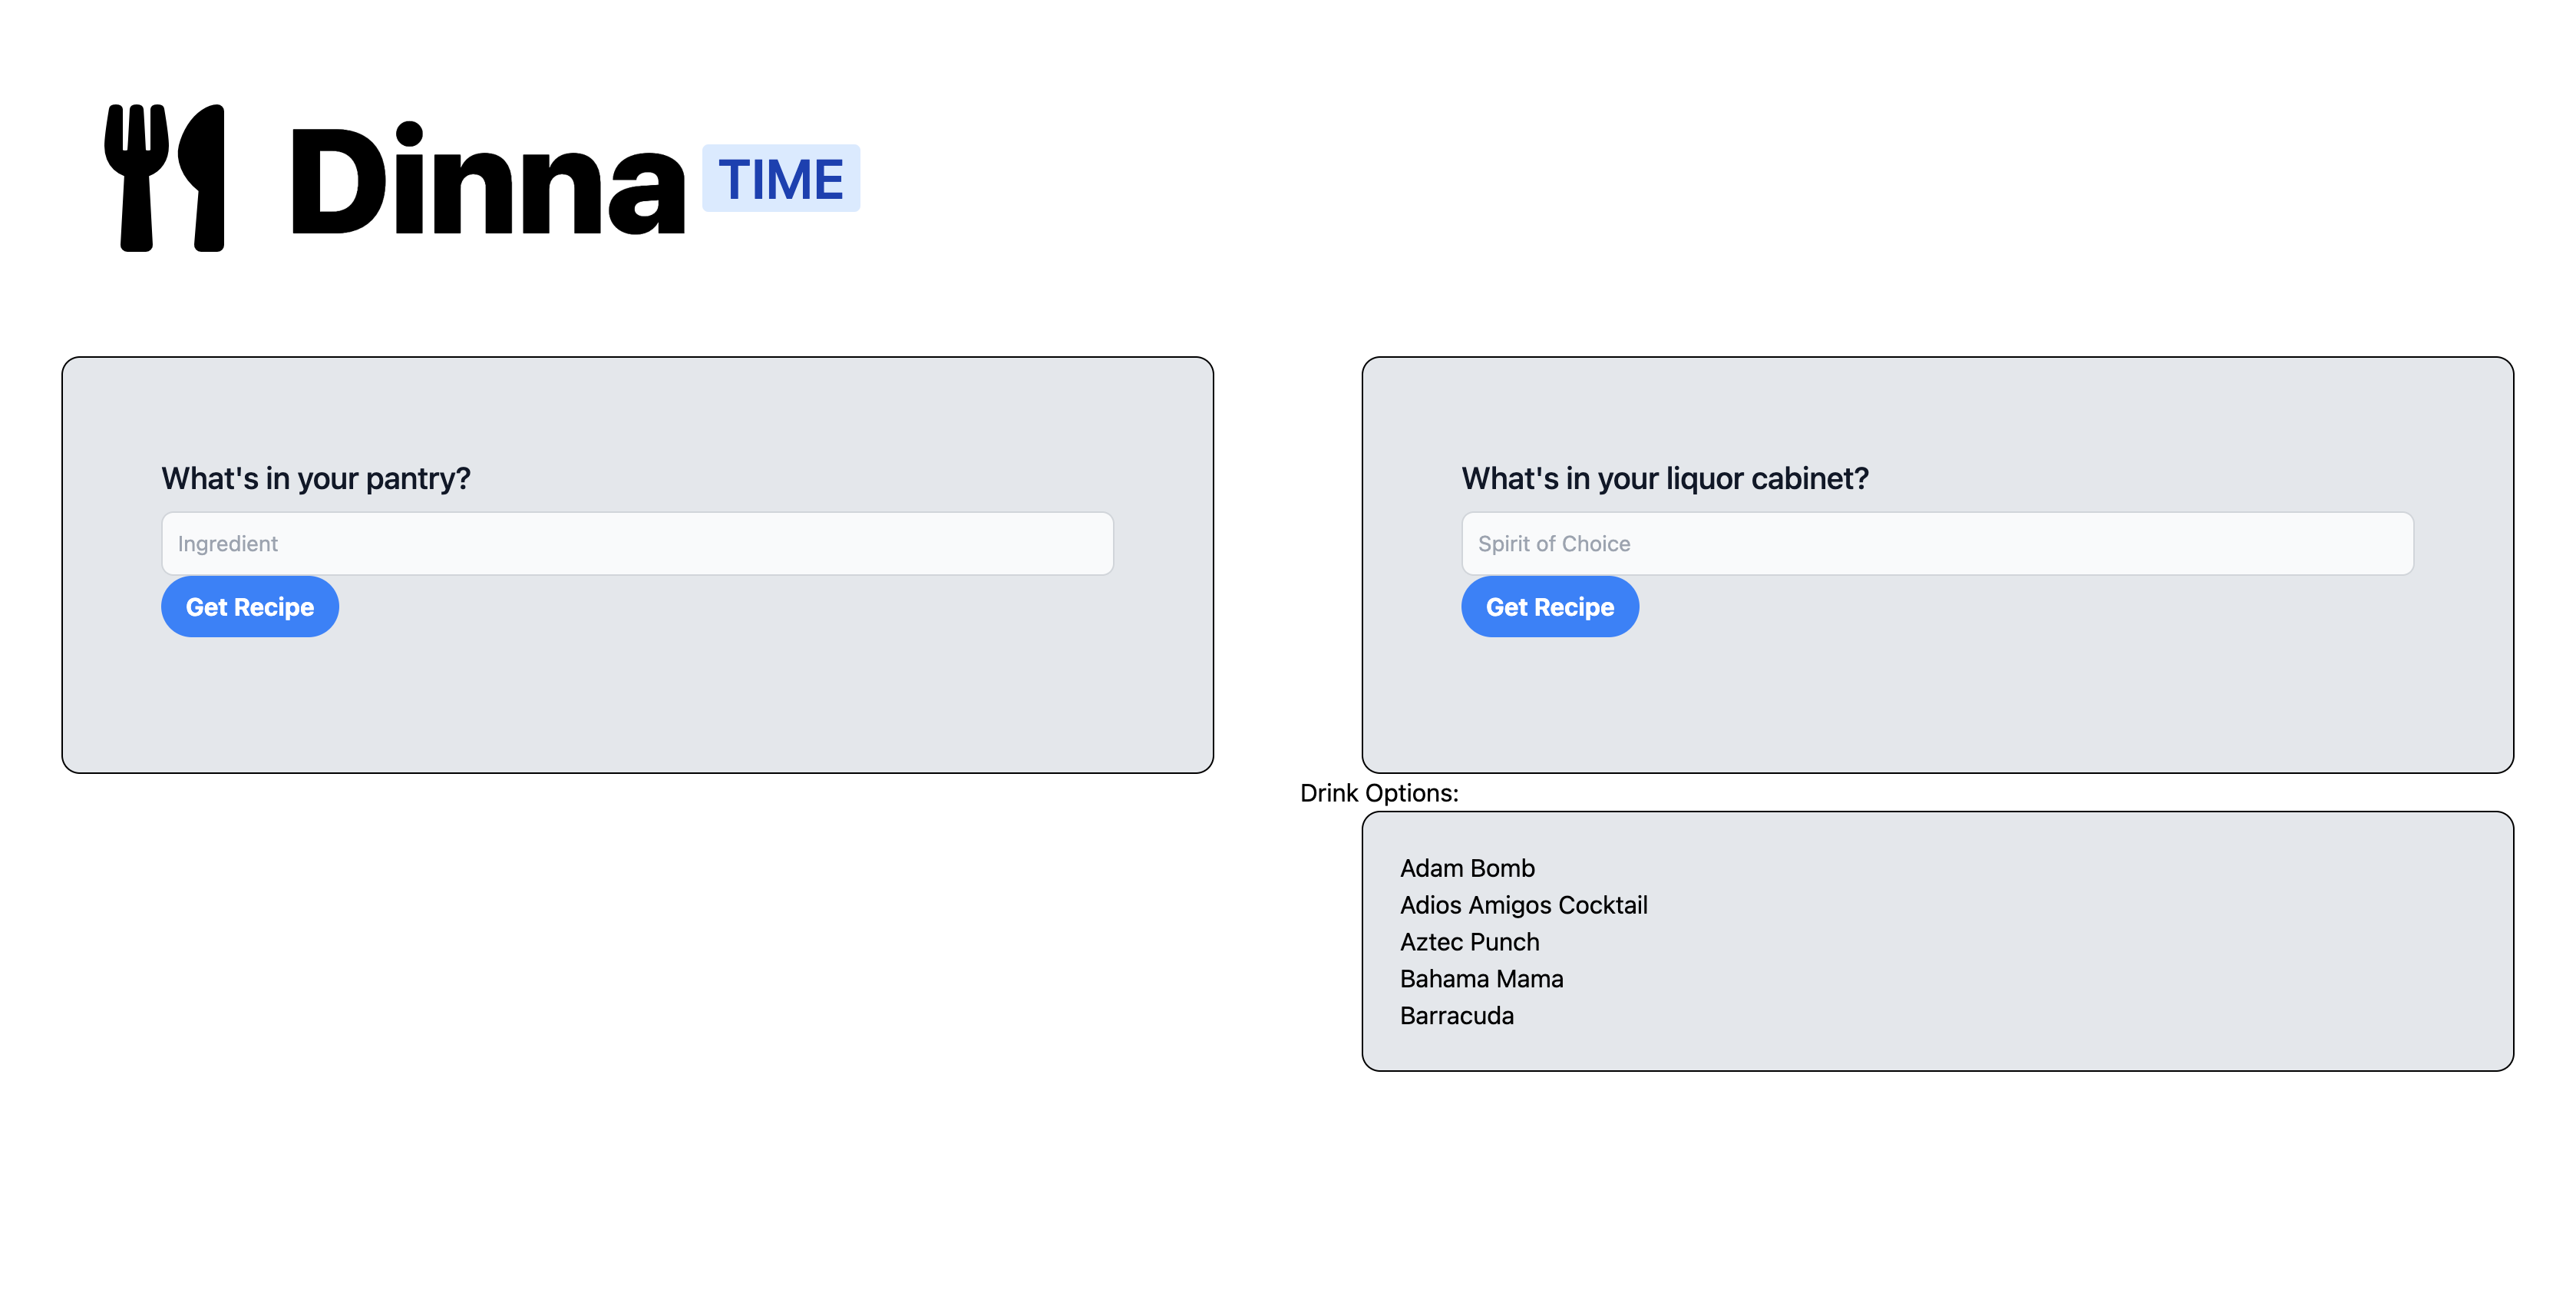 Dinna TIME
What's in your pantry?
Ingredient
Get Recipe
What's in your liquor cabinet?
Spirit of Choice
Get Recipe
Drink Options:
Adam Bomb
Adios Amigos Cocktail
Aztec Punch
Bahama Mama
Barracuda